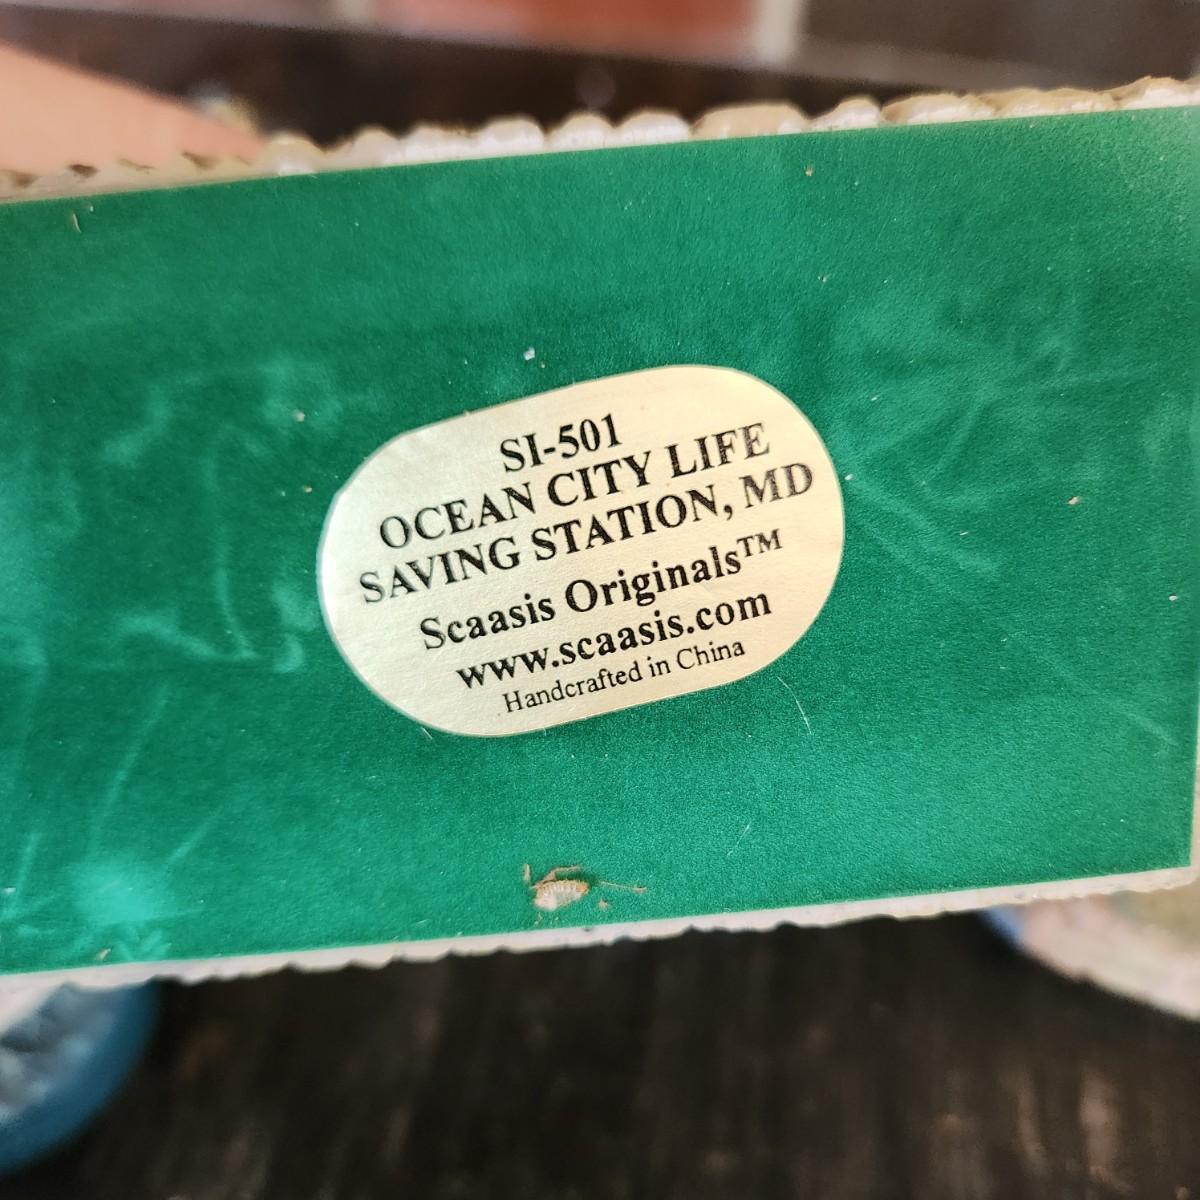 SI-501
OCEAN CITY LIFE
SAVING STATION, MD
Scaasis Originals™
www.scaasis.com
Handcrafted in China